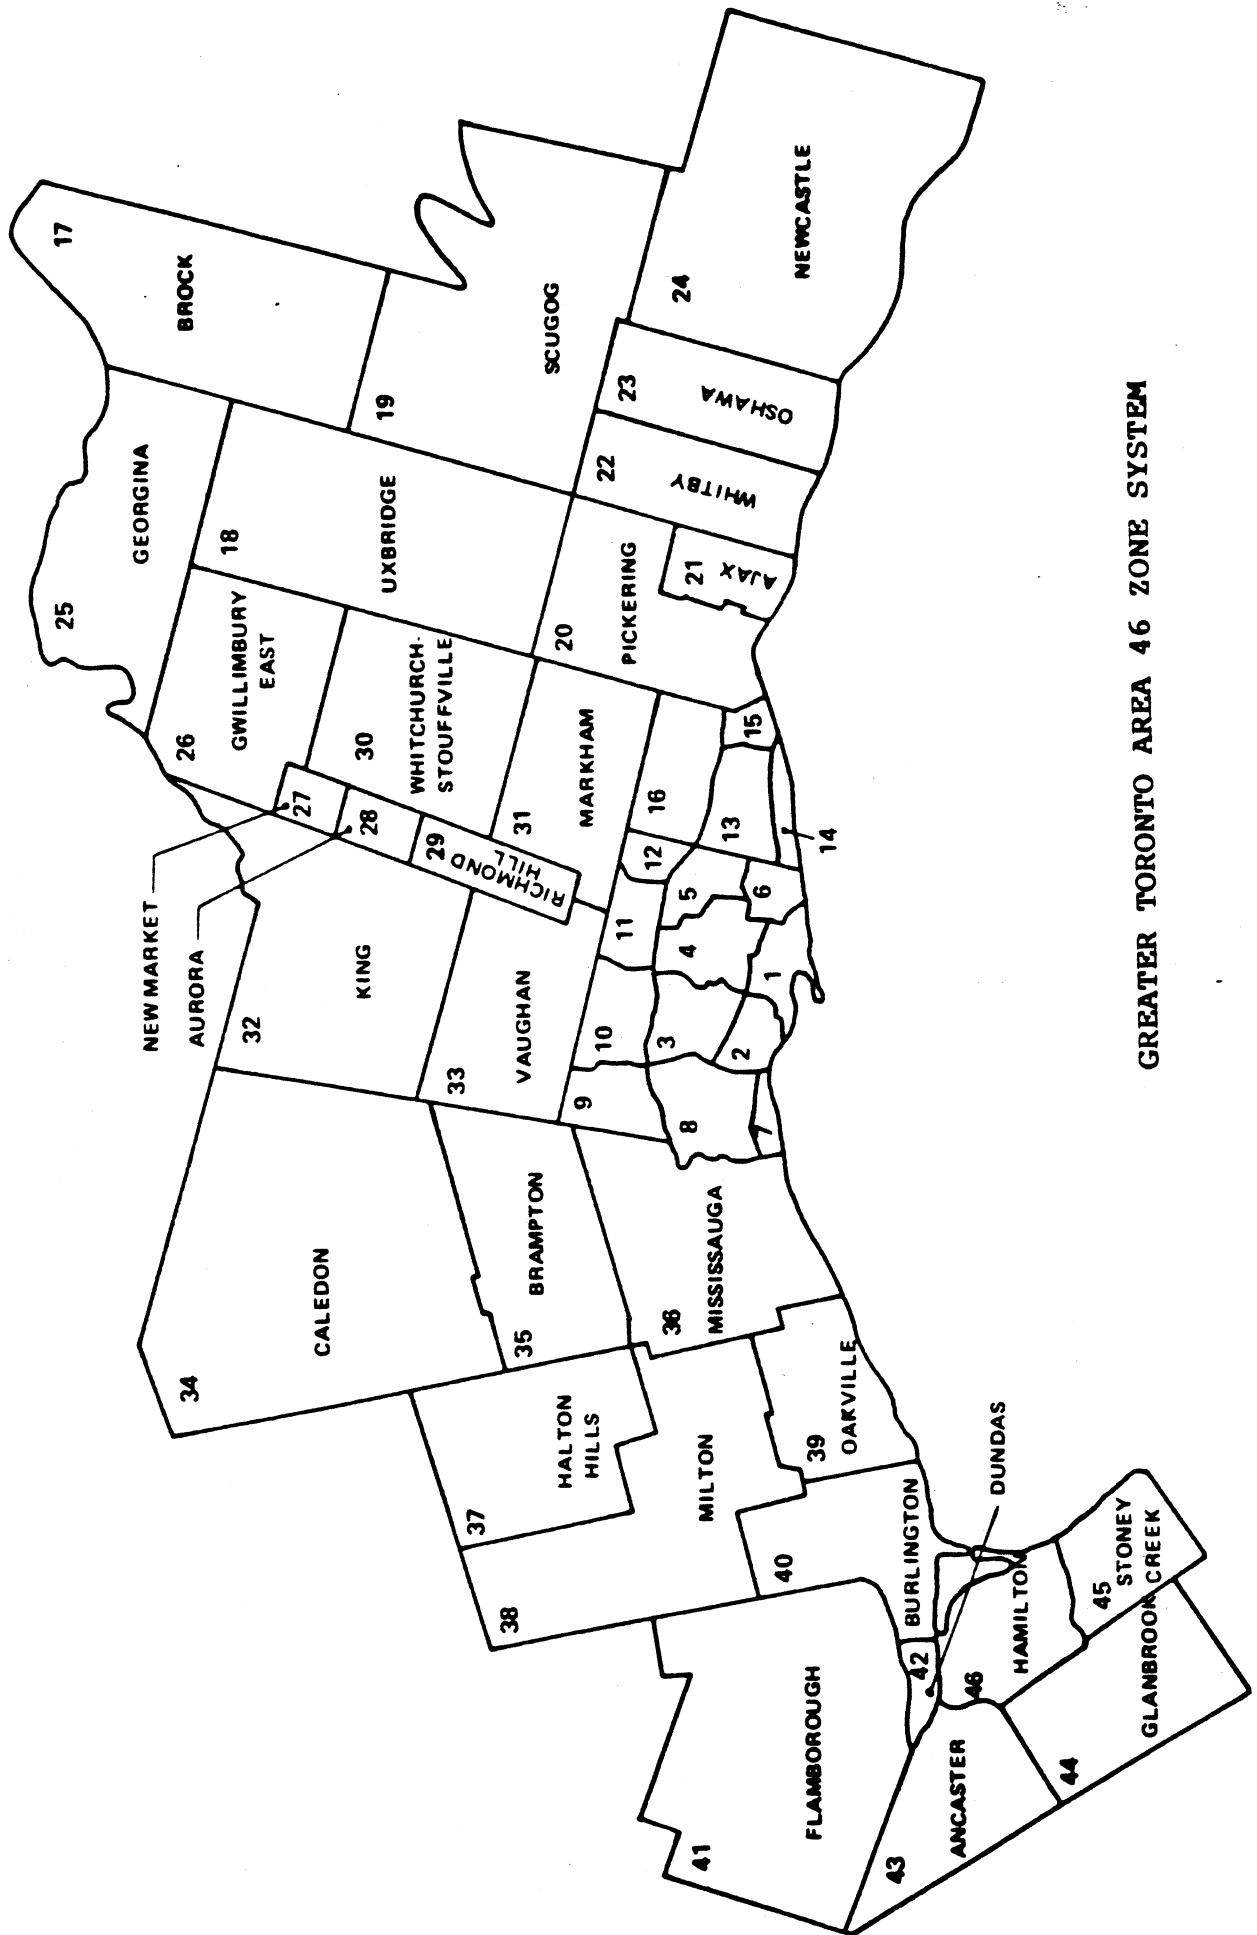 17
BROCK
25
GEORGINA
19
SCUGOG
18
UXBRIDGE
24
NEWCASTLE
23
OSHAWA
22
WHITBY
21
AJAX
20
PICKERING
26
GWILLIMBURY
EAST
30
WHITCHURCH-
STOUFFVILLE
27
28
29
RICHMOND
HILL
31
MARKHAM
NEWMARKET
AURORA
32
KING
33
VAUGHAN
16
15
13
14
12
11
5
6
4
1
10
3
2
9
8
7
34
CALEDON
35
BRAMPTON
36
MISSISSAUGA
37
HALTON
HILLS
38
MILTON
39
OAKVILLE
40
BURLINGTON
DUNDAS
41
FLAMBOROUGH
42
43
ANCASTER
44
GLANBROOK
45
STONEY
CREEK
46
HAMILTON
GREATER TORONTO AREA 46 ZONE SYSTEM